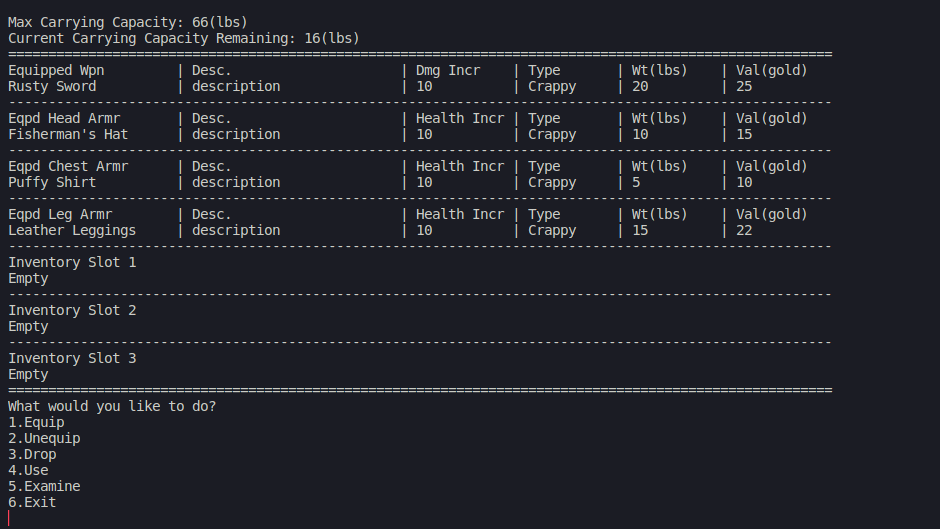 Max Carrying Capacity: 66(lbs)
Current Carrying Capacity Remaining: 16(lbs)
=======================================================================================================
Equipped Wpn         | Desc.                     | Dmg Incr    | Type       | Wt(lbs)    | Val(gold)
Rusty Sword          | description               | 10          | Crappy     | 20         | 25
-------------------------------------------------------------------------------------------------------
Eqpd Head Armr       | Desc.                     | Health Incr | Type       | Wt(lbs)    | Val(gold)
Fisherman's Hat      | description               | 10          | Crappy     | 10         | 15
-------------------------------------------------------------------------------------------------------
Eqpd Chest Armr      | Desc.                     | Health Incr | Type       | Wt(lbs)    | Val(gold)
Puffy Shirt          | description               | 10          | Crappy     | 5          | 10
-------------------------------------------------------------------------------------------------------
Eqpd Leg Armr        | Desc.                     | Health Incr | Type       | Wt(lbs)    | Val(gold)
Leather Leggings     | description               | 10          | Crappy     | 15         | 22
-------------------------------------------------------------------------------------------------------
Inventory Slot 1
Empty
-------------------------------------------------------------------------------------------------------
Inventory Slot 2
Empty
-------------------------------------------------------------------------------------------------------
Inventory Slot 3
Empty
=======================================================================================================
What would you like to do?
1.Equip
2.Unequip
3.Drop
4.Use
5.Examine
6.Exit